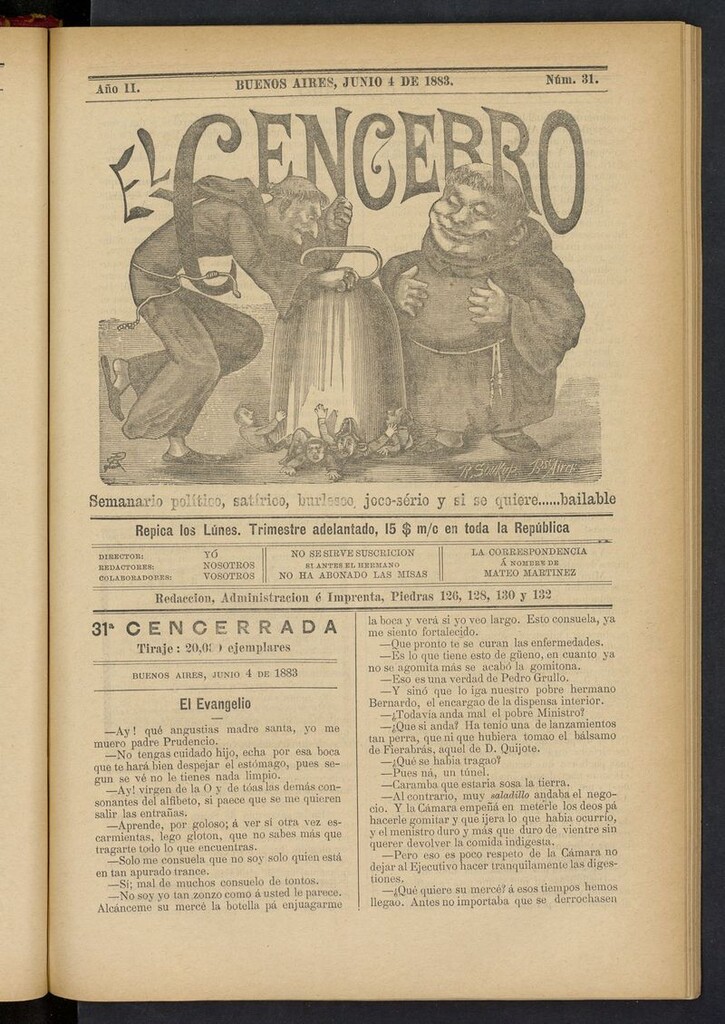 Año II.
BUENOS AIRES, JUNIO 4 DE 1883.
Núm. 31.
EL CENCERRO
R. Soukup Bs. Aires
Semanario político, satírico, burlesco, joco-sério y si se quiere......bailable
Repica los Lúnes. Trimestre adelantado, 15 $ m/c en toda la República
DIRECTOR: YÓ
REDACTORES: NOSOTROS
COLABORADORES: VOSOTROS
NO SE SIRVE SUSCRICION
SI ANTES EL HERMANO
NO HA ABONADO LAS MISAS
LA CORRESPONDENCIA
Á NOMBRE DE
MATEO MARTINEZ
Redaccion, Administracion é Imprenta, Piedras 126, 128, 130 y 132
31ª CENCERRADA
Tiraje: 20,0 ejemplares
BUENOS AIRES, JUNIO 4 DE 1883
El Evangelio
—Ay! qué angustias madre santa, yo me
muero padre Prudencio.
—No tengas cuidado hijo, echa por esa boca
que te hará bien despejar el estómago, pues se-
gun se vé no le tienes nada limpio.
—Ay! virgen de la O y de tóas las demás con-
sonantes del alfibeto, si paece que se me quieren
salir las entrañas.
—Aprende, por goloso; á ver si otra vez es-
carmientas, lego gloton, que no sabes más que
tragarte todo lo que encuentras.
—Solo me consuela que no soy solo quien está
en tan apurado trance.
—Sí; mal de muchos consuelo de tontos.
—No soy yo tan zonzo como á usted le parece.
Alcánceme su mercé la botella pá enjuagarme
la boca y verá si yo veo largo. Esto consuela, ya
me siento fortalecido.
—Que pronto te se curan las enfermedades.
—Es lo que tiene esto de güeno, en cuanto ya
no se agomita más se acabó la gomitona.
—Eso es una verdad de Pedro Grullo.
—Y sinó que lo iga nuestro pobre hermano
Bernardo, el encargao de la dispensa interior.
—¿Todavia anda mal el pobre Ministro?
—¿Que si anda? Ha tenío una de lanzamientos
tan perra, que ni que hubiera tomao el bálsamo
de Fierabrás, aquel de D. Quijote.
—¿Qué se habia tragao?
—Pues ná, un túnel.
—Caramba que estaria sosa la tierra.
—Al contrario, muy saladillo andaba el nego-
cio. Y la Cámara empeñá en meterle los deos pá
hacerle gomitar y que ijera lo que habia ocurrío,
y el menistro duro y más que duro de vientre sin
querer devolver la comida indigesta.
—Pero eso es poco respeto de la Cámara no
dejar al Ejecutivo hacer tranquilamente las diges-
tiones.
—¿Qué quiere su mercé? á esos tiempos hemos
llegao. Antes no importaba que se derrochasen